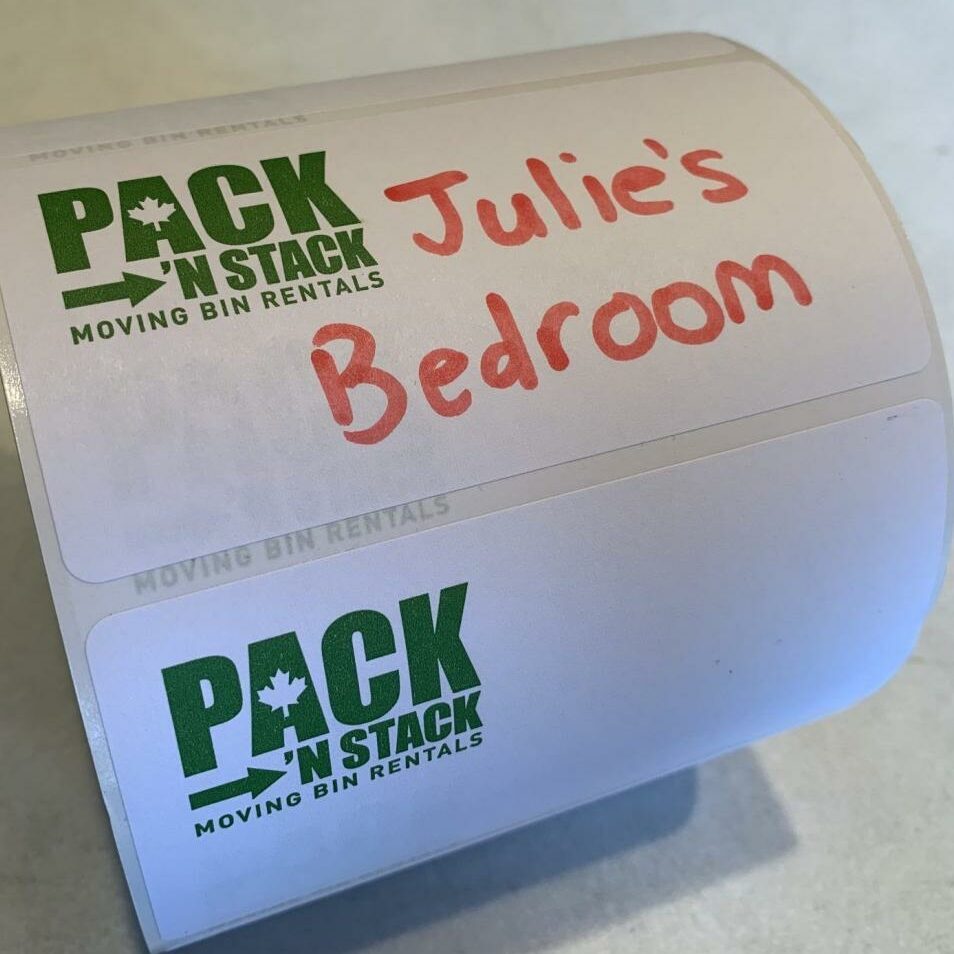 MOVING BIN RENTALS
PACK
'N STACK
MOVING BIN RENTALS
Julie's
Bedroom
MOVING BIN RENTALS
PACK
'N STACK
MOVING BIN RENTALS